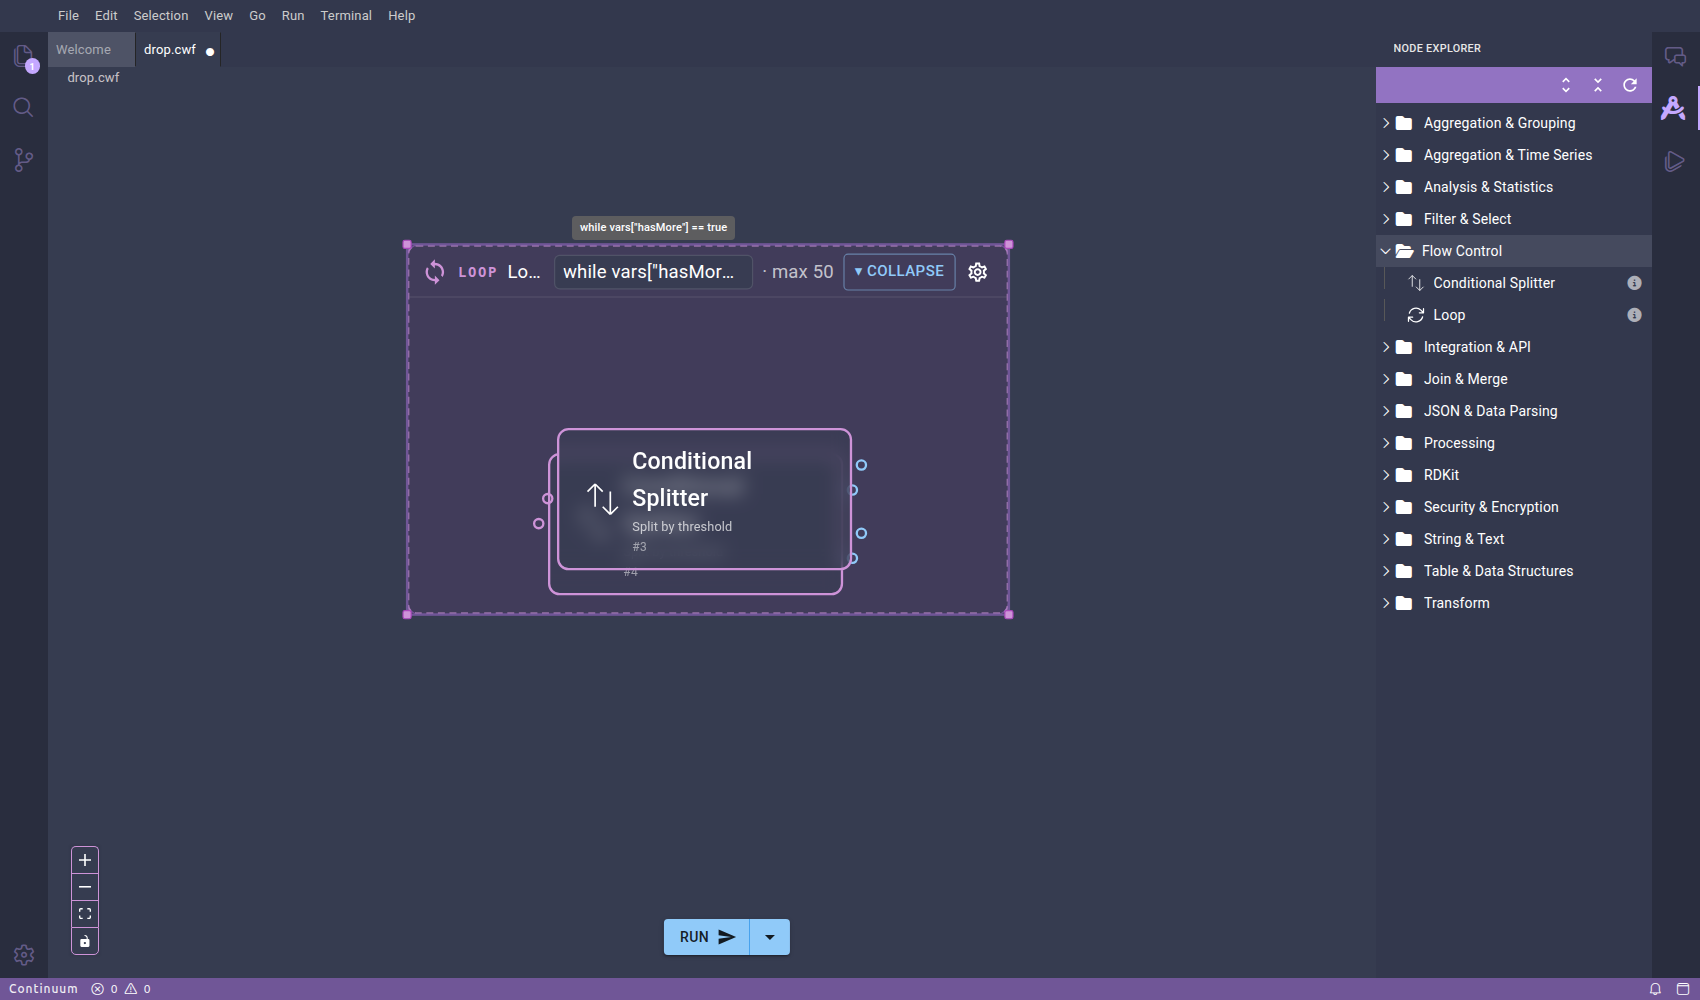 File Edit Selection View Go Run Terminal Help
Welcome drop.cwf
drop.cwf
NODE EXPLORER
1
Aggregation & Grouping
Aggregation & Time Series
Analysis & Statistics
Filter & Select
Flow Control
Conditional Splitter
Loop
Integration & API
Join & Merge
JSON & Data Parsing
Processing
RDKit
Security & Encryption
String & Text
Table & Data Structures
Transform
while vars["hasMore"] == true
LOOP Lo... while vars["hasMor... · max 50 ▾ COLLAPSE
Conditional
Splitter
Split by threshold
#3
#4
RUN
Continuum 0 0